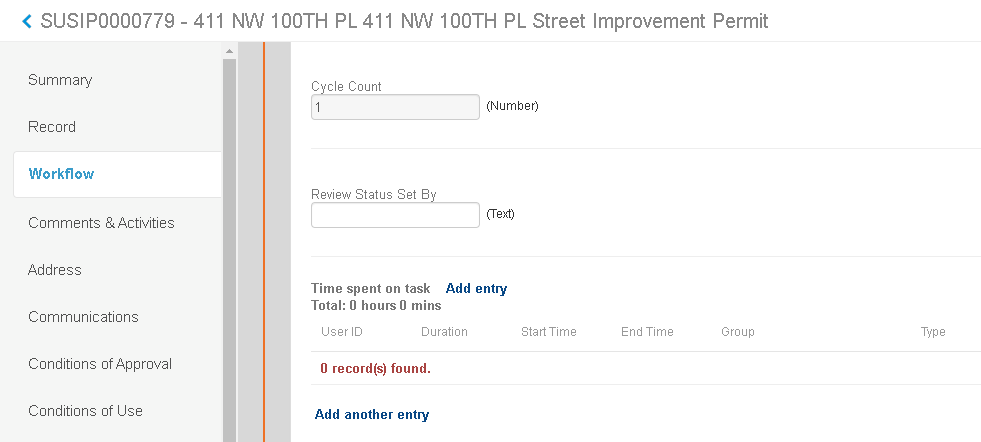 SUSIP0000779 - 411 NW 100TH PL 411 NW 100TH PL Street Improvement Permit
Summary
Record
Workflow
Comments & Activities
Address
Communications
Conditions of Approval
Conditions of Use
Cycle Count
1 (Number)
Review Status Set By
(Text)
Time spent on task Add entry
Total: 0 hours 0 mins
User ID Duration Start Time End Time Group Type
0 record(s) found.
Add another entry